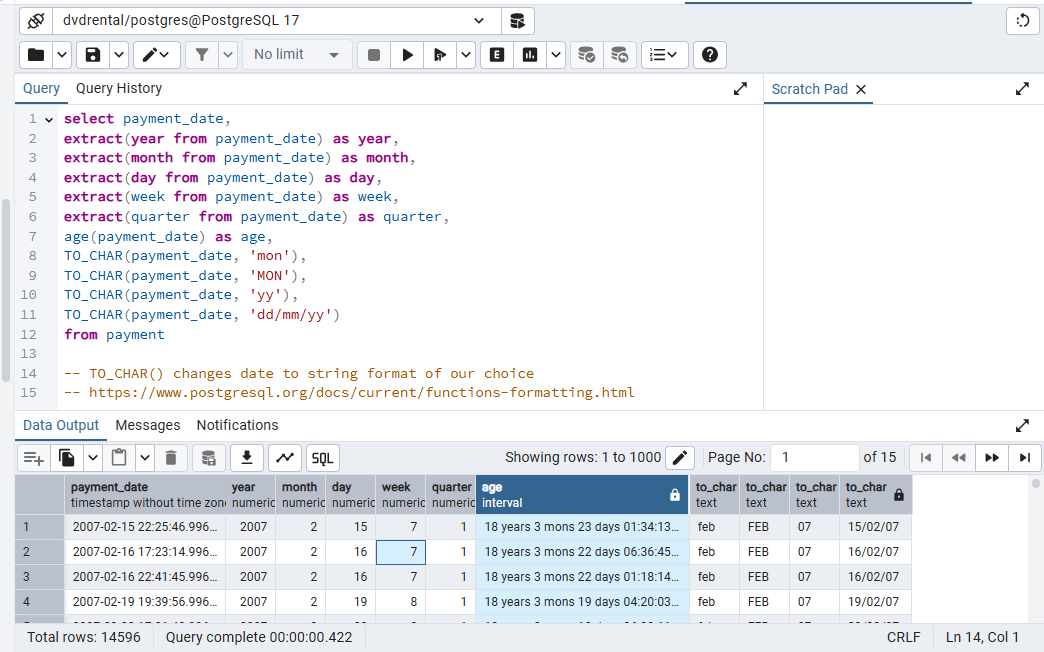 dvdrental/postgres@PostgreSQL 17
No limit
E
Query Query History
Scratch Pad
1 select payment_date,
2 extract(year from payment_date) as year,
3 extract(month from payment_date) as month,
4 extract(day from payment_date) as day,
5 extract(week from payment_date) as week,
6 extract(quarter from payment_date) as quarter,
7 age(payment_date) as age,
8 TO_CHAR(payment_date, 'mon'),
9 TO_CHAR(payment_date, 'MON'),
10 TO_CHAR(payment_date, 'yy'),
11 TO_CHAR(payment_date, 'dd/mm/yy')
12 from payment
13
14 -- TO_CHAR() changes date to string format of our choice
15 -- https://www.postgresql.org/docs/current/functions-formatting.html
Data Output Messages Notifications
SQL Showing rows: 1 to 1000 Page No: 1 of 15
payment_date year month day week quarter age to_char to_char to_char to_char
timestamp without time zon numeric numeric numeric numeric numeric interval text text text text
1 2007-02-15 22:25:46.996… 2007 2 15 7 1 18 years 3 mons 23 days 01:34:13… feb FEB 07 15/02/07
2 2007-02-16 17:23:14.996… 2007 2 16 7 1 18 years 3 mons 22 days 06:36:45… feb FEB 07 16/02/07
3 2007-02-16 22:41:45.996… 2007 2 16 7 1 18 years 3 mons 22 days 01:18:14… feb FEB 07 16/02/07
4 2007-02-19 19:39:56.996… 2007 2 19 8 1 18 years 3 mons 19 days 04:20:03… feb FEB 07 19/02/07
Total rows: 14596 Query complete 00:00:00.422 CRLF Ln 14, Col 1